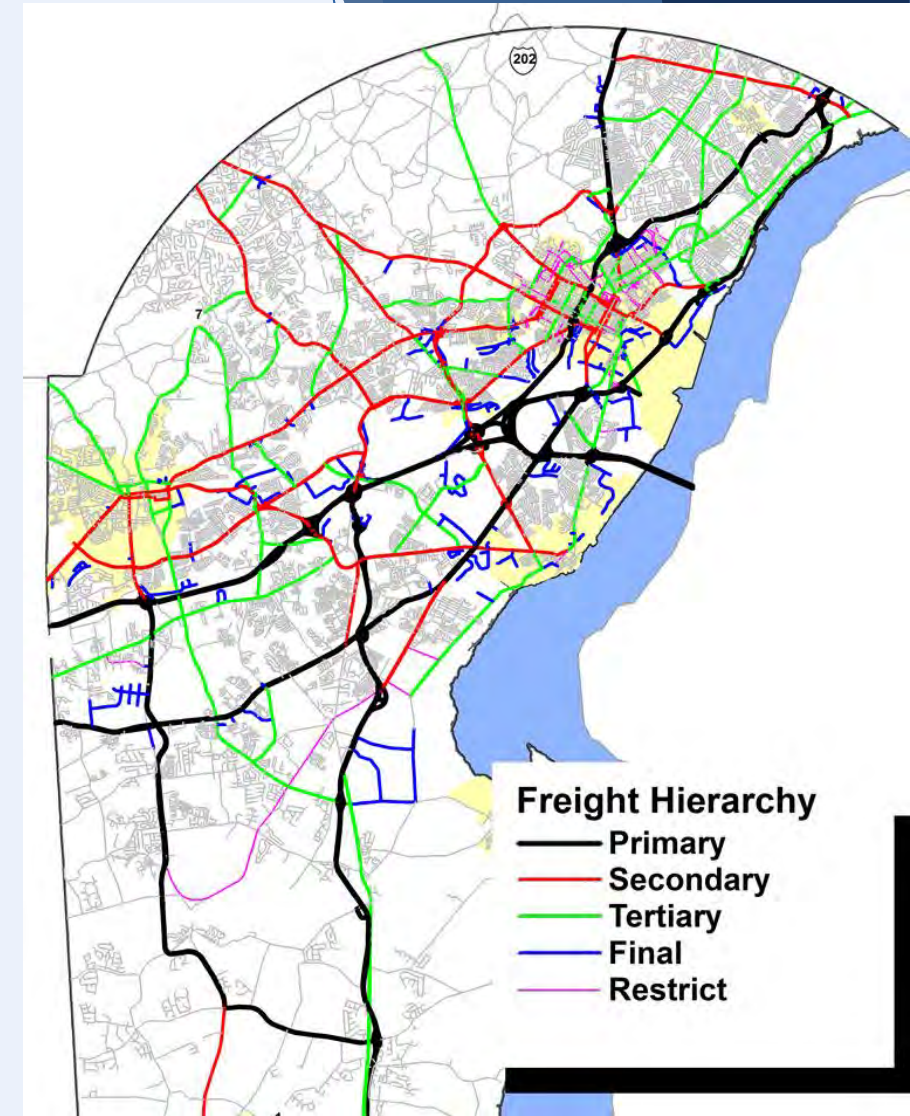 202
7
Freight Hierarchy
Primary
Secondary
Tertiary
Final
Restrict